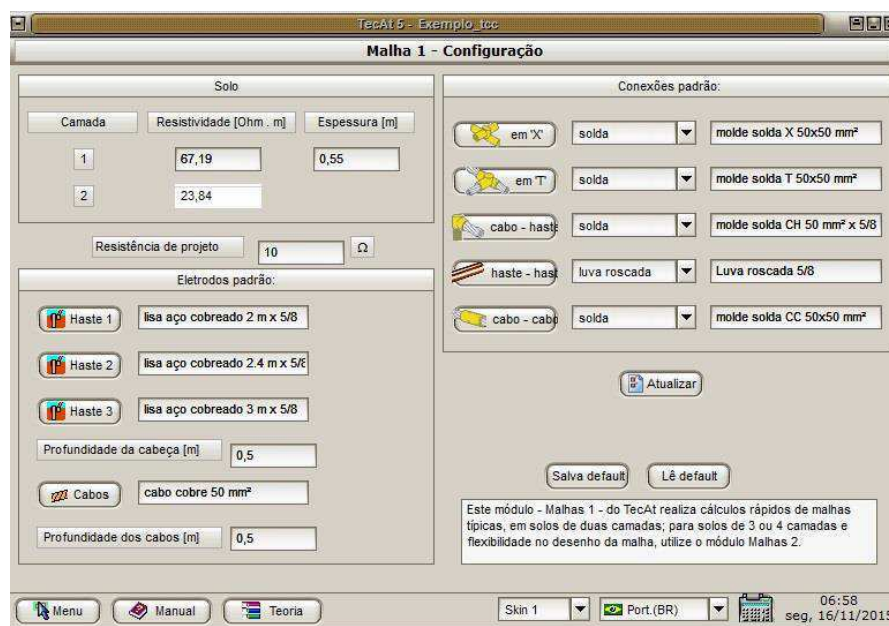 TecAt 5 - Exemplo_tcc
Malha 1 - Configuração
Solo
Camada Resistividade [Ohm . m] Espessura [m]
1 67,19 0,55
2 23,84
Resistência de projeto 10 Ω
Eletrodos padrão:
Haste 1 lisa aço cobreado 2 m x 5/8
Haste 2 lisa aço cobreado 2.4 m x 5/8
Haste 3 lisa aço cobreado 3 m x 5/8
Profundidade da cabeça [m] 0,5
Cabos cabo cobre 50 mm²
Profundidade dos cabos [m] 0,5
Conexões padrão:
em 'X' solda molde solda X 50x50 mm²
em 'T' solda molde solda T 50x50 mm²
cabo - haste solda molde solda CH 50 mm² x 5/8
haste - hast luva roscada Luva roscada 5/8
cabo - cabo solda molde solda CC 50x50 mm²
Atualizar
Salva default Lê default
Este módulo - Malhas 1 - do TecAt realiza cálculos rápidos de malhas
típicas, em solos de duas camadas; para solos de 3 ou 4 camadas e
flexibilidade no desenho da malha, utilize o módulo Malhas 2.
Menu Manual Teoria Skin 1 Port.(BR) 06:58
seg, 16/11/2015